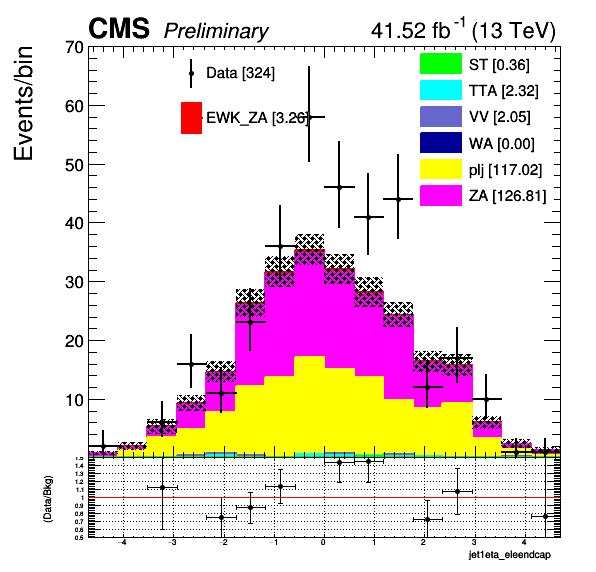 CMS Preliminary 41.52 fb⁻¹ (13 TeV)
Events/bin
70
60
50
40
30
20
10
Data [324]
EWK_ZA [3.26]
ST [0.36]
TTA [2.32]
VV [2.05]
WA [0.00]
plj [117.02]
ZA [126.81]
(Data/Bkg)
1.5
1.4
1.3
1.2
1.1
1
0.9
0.8
0.7
0.6
0.5
−4 −3 −2 −1 0 1 2 3 4
jet1eta_eleendcap